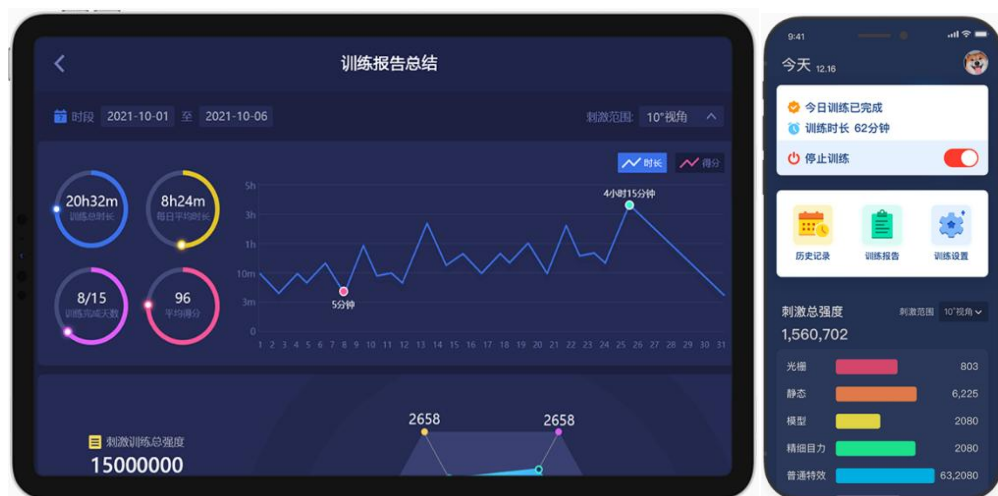 训练报告总结
7 时段 2021-10-01 至 2021-10-06
刺激范围: 10°视角
时长 得分
20h32m
训练总时长
8h24m
每日平均时长
8/15
训练完成天数
96
平均得分
5h
3h
1h
10m
3m
0
4小时15分钟
5分钟
1 2 3 4 5 6 7 8 9 10 11 12 13 14 15 16 17 18 19 20 21 22 23 24 25 26 27 28 29 30 31
刺激训练总强度
15000000
2658
2658
9:41
今天 12.16
今日训练已完成
训练时长 62分钟
停止训练
历史记录 训练报告 训练设置
刺激总强度 刺激范围 10°视角
1,560,702
光栅 803
静态 6,225
模型 2080
精细目力 2080
普通特效 63,2080